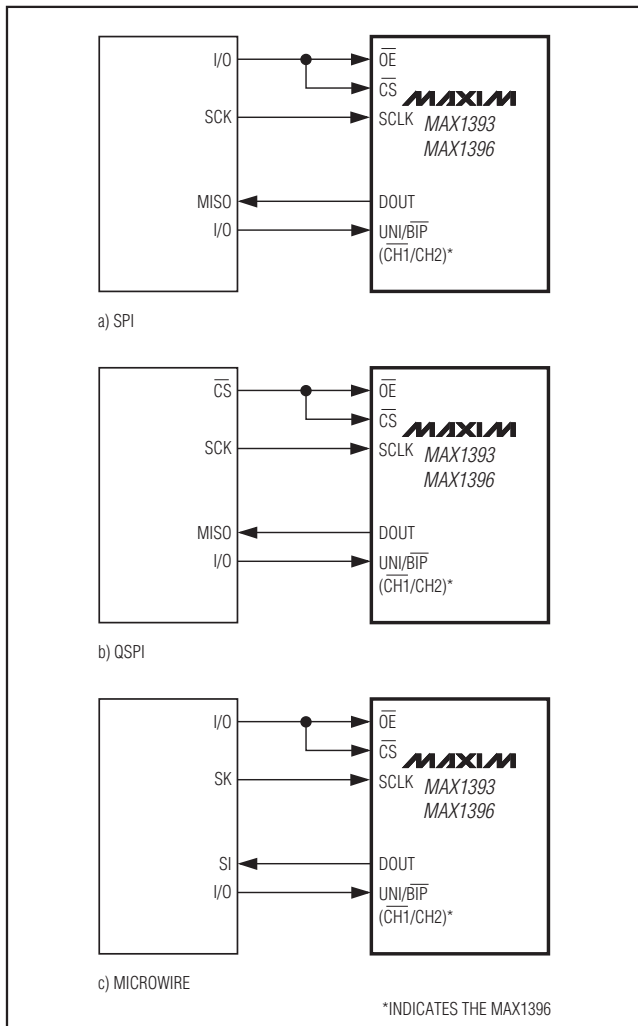 I/O OE
CS
MAXIM
SCK SCLK MAX1393
MAX1396
MISO DOUT
I/O UNI/BIP
(CH1/CH2)*
a) SPI
CS OE
CS
MAXIM
SCK SCLK MAX1393
MAX1396
MISO DOUT
I/O UNI/BIP
(CH1/CH2)*
b) QSPI
I/O OE
CS
MAXIM
SK SCLK MAX1393
MAX1396
SI DOUT
I/O UNI/BIP
(CH1/CH2)*
c) MICROWIRE
*INDICATES THE MAX1396